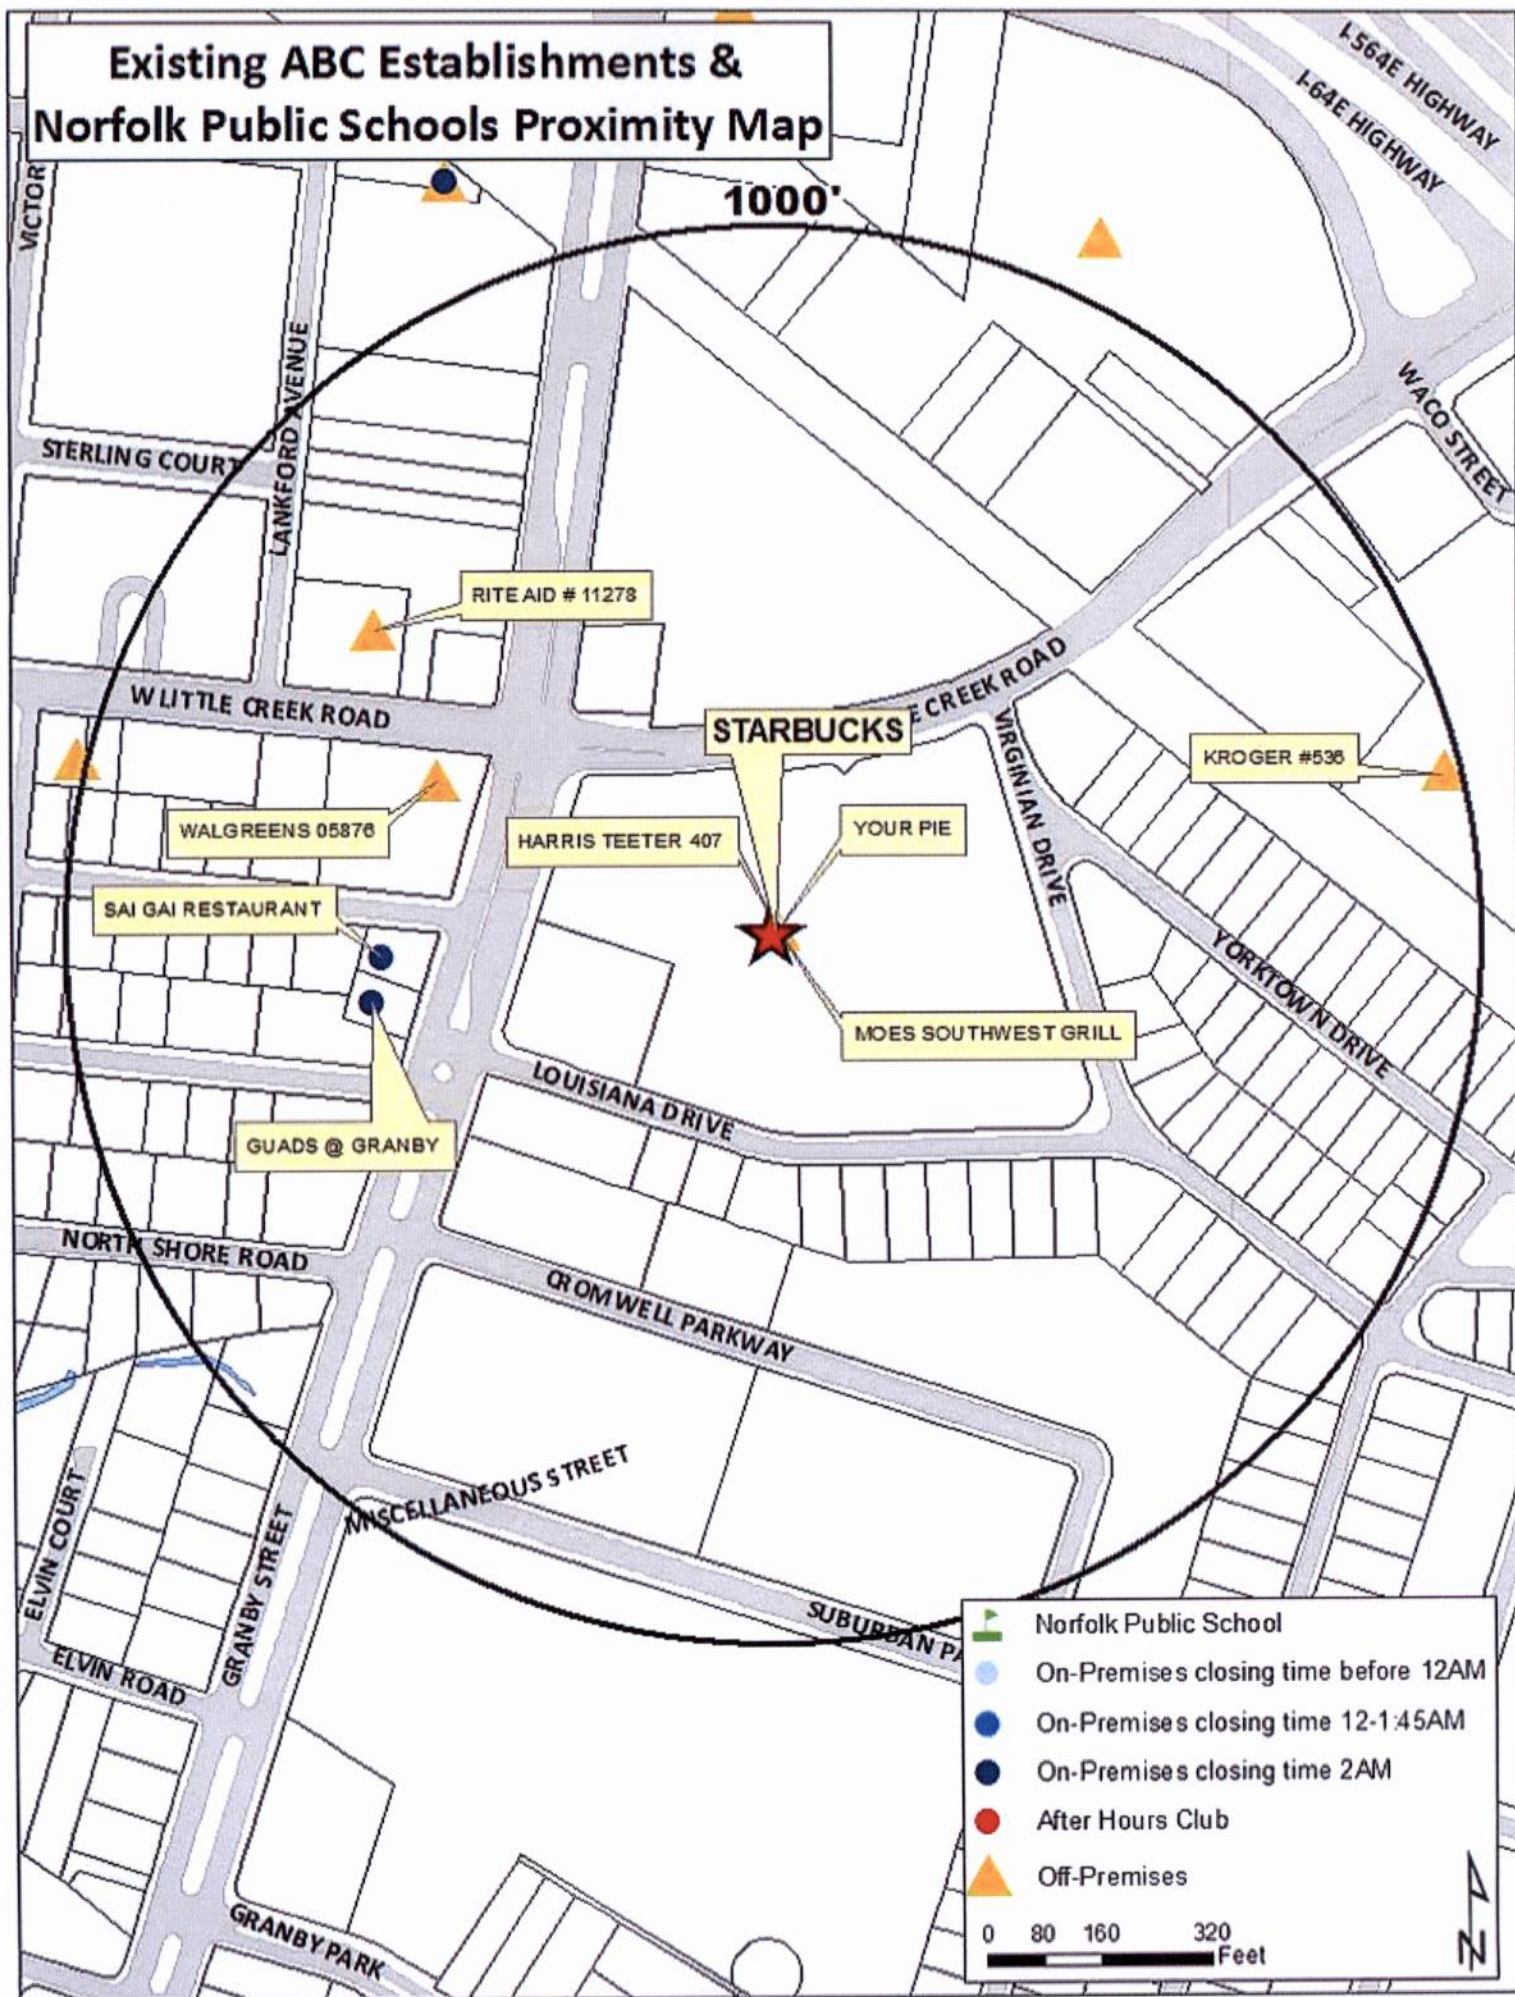 Existing ABC Establishments &
Norfolk Public Schools Proximity Map
I-564E HIGHWAY
I-64E HIGHWAY
1000'
LANKFORD AVENUE
STERLING COURT
WACO STREET
RITE AID # 11278
W LITTLE CREEK ROAD
E CREEK ROAD
STARBUCKS
VIRGINIAN DRIVE
KROGER #536
WALGREENS 05876
HARRIS TEETER 407
YOUR PIE
SAI GAI RESTAURANT
YORKTOWN DRIVE
MOES SOUTHWEST GRILL
LOUISIANA DRIVE
GUADS @ GRANBY
NORTH SHORE ROAD
CROMWELL PARKWAY
MISCELLANEOUS STREET
ELVIN COURT
GRANBY STREET
SUBURBAN PA
ELVIN ROAD
GRANBY PARK
Norfolk Public School
On-Premises closing time before 12AM
On-Premises closing time 12-1:45AM
On-Premises closing time 2AM
After Hours Club
Off-Premises
0 80 160 320
Feet
N
VICTOR